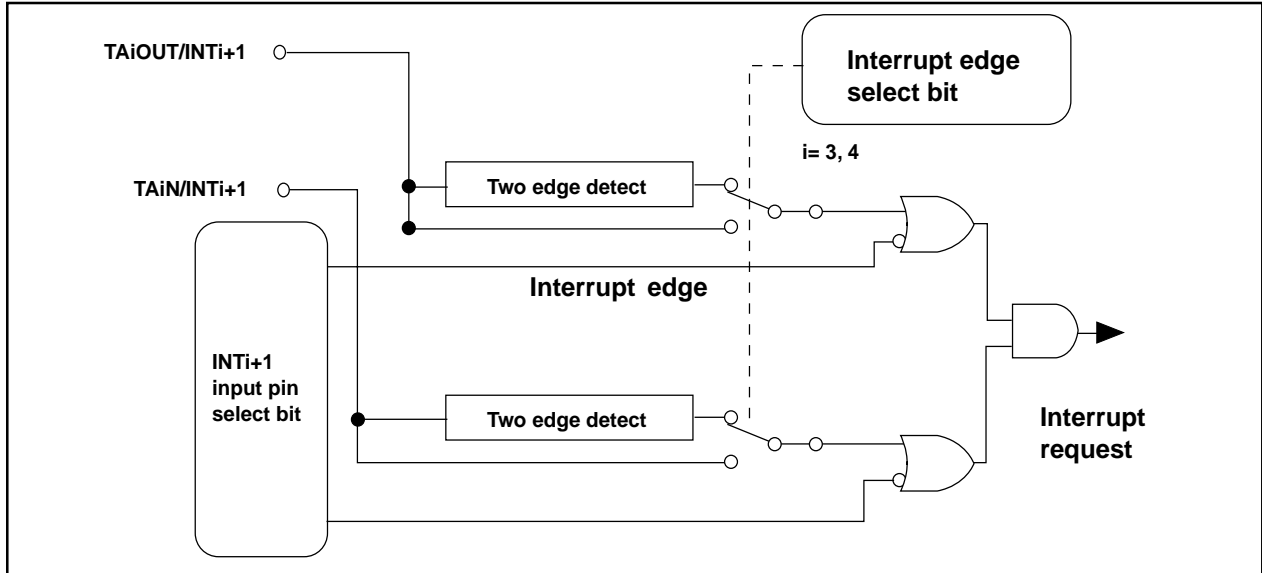 TAiOUT/INTi+1
Interrupt edge
select bit
i= 3, 4
Two edge detect
TAiN/INTi+1
Interrupt edge
INTi+1
input pin
select bit
Two edge detect
Interrupt
request